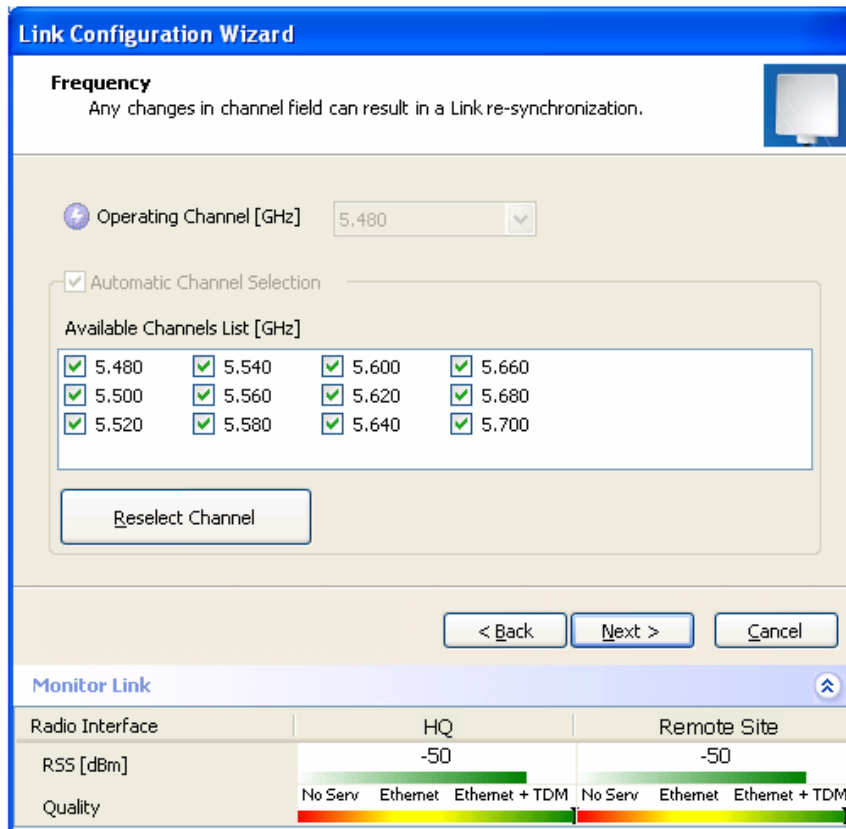 Link Configuration Wizard
Frequency
Any changes in channel field can result in a Link re-synchronization.
Operating Channel [GHz] 5.480
Automatic Channel Selection
Available Channels List [GHz]
5.480 5.540 5.600 5.660
5.500 5.560 5.620 5.680
5.520 5.580 5.640 5.700
Reselect Channel
< Back Next > Cancel
Monitor Link
Radio Interface HQ Remote Site
RSS [dBm] -50 -50
Quality No Serv Ethernet Ethernet + TDM No Serv Ethernet Ethernet + TDM